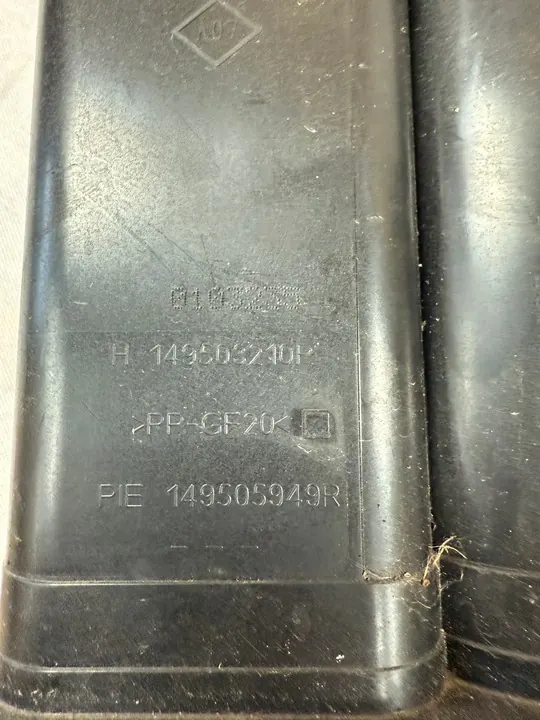 H 149503210R
>PP-GF20<
PIE 149505949R
- - -